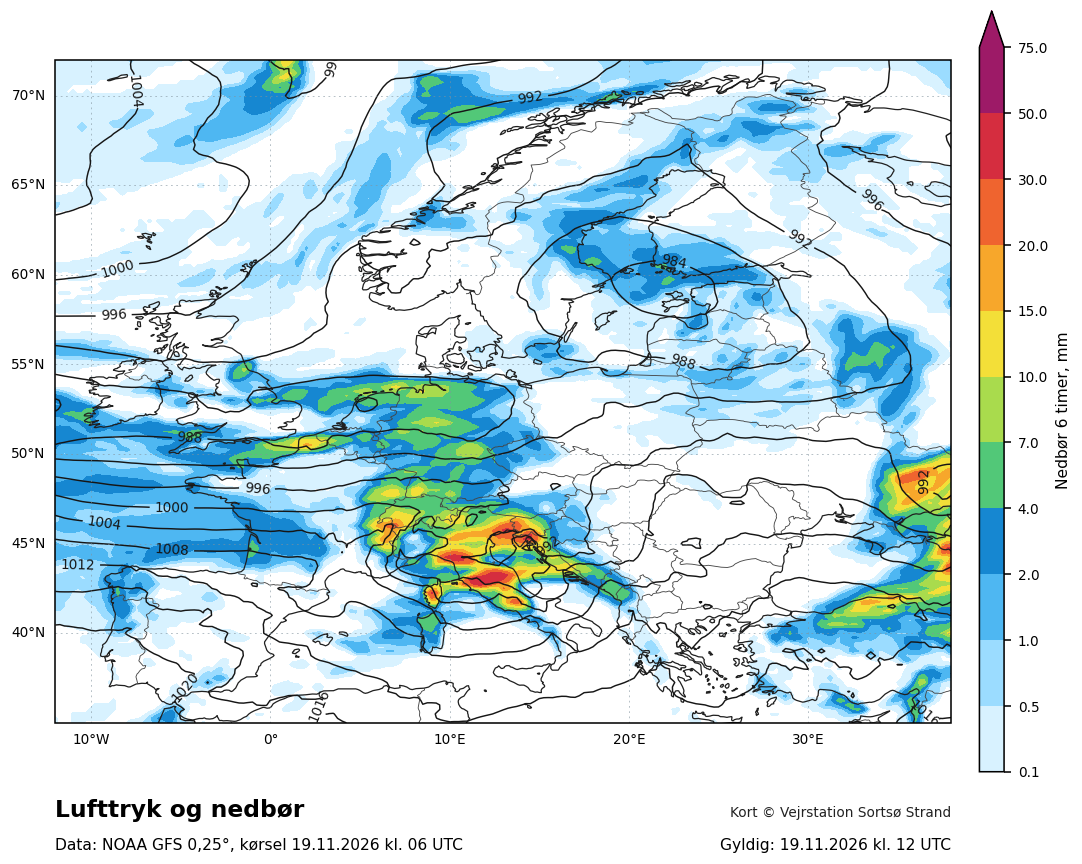 75.0
50.0
30.0
20.0
15.0
10.0
7.0
4.0
2.0
1.0
0.5
0.1
Nedbør 6 timer, mm
70°N
65°N
60°N
55°N
50°N
45°N
40°N
10°W
0°
10°E
20°E
30°E
1004
99
992
1000
996
996
992
984
988
988
996
1000
1004
1008
1012
992
992
1020
1016
1016
Lufttryk og nedbør
Kort © Vejrstation Sortsø Strand
Data: NOAA GFS 0,25°, kørsel 19.11.2026 kl. 06 UTC
Gyldig: 19.11.2026 kl. 12 UTC